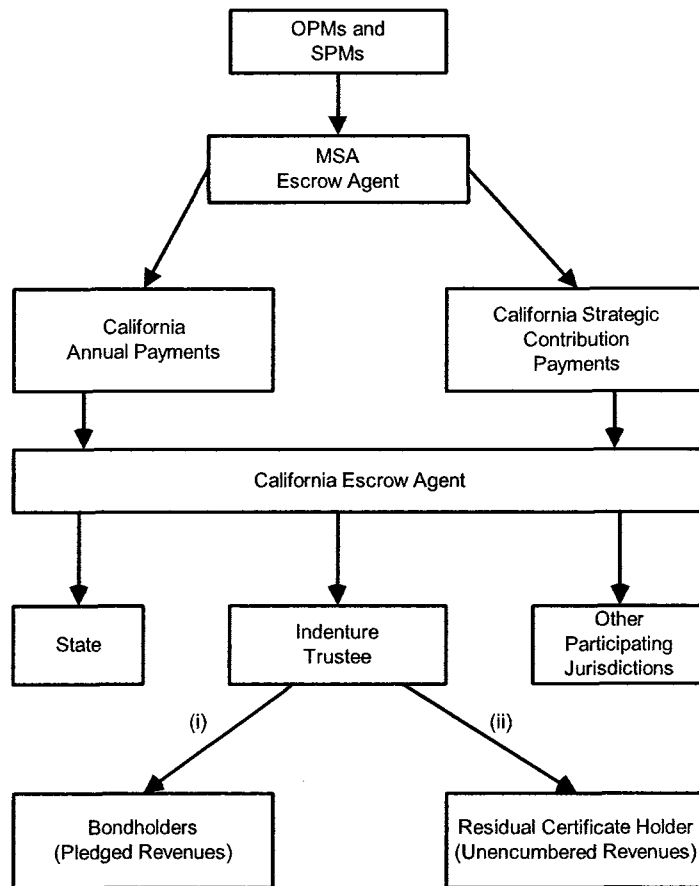 OPMs and
SPMs
MSA
Escrow Agent
California
Annual Payments
California Strategic
Contribution
Payments
California Escrow Agent
State
Indenture
Trustee
Other
Participating
Jurisdictions
(i)
(ii)
Bondholders
(Pledged Revenues)
Residual Certificate Holder
(Unencumbered Revenues)